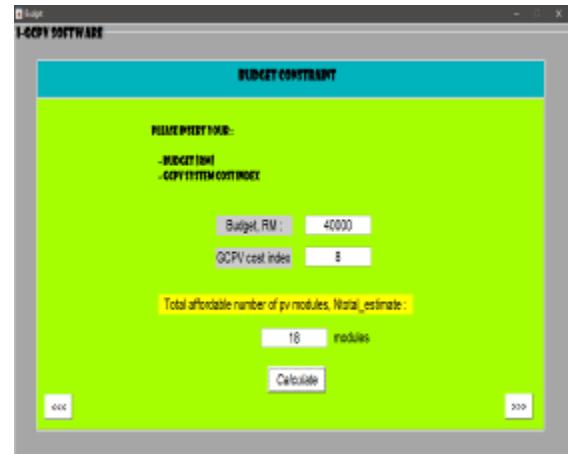 Budget
I-GCPV SOFTWARE
BUDGET CONSTRAINT
PLEASE INSERT YOUR:
- BUDGET (RM)
- GCPV SYSTEM COST INDEX
Budget, RM : 40000
GCPV cost index 8
Total affordable number of pv modules, Ntotal_estimate :
18 modules
Calculate
<<< >>>